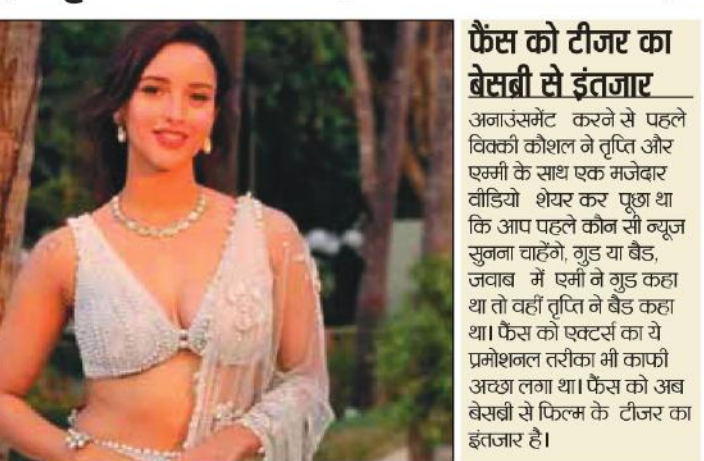 फैंस को टीजर का
बेसब्री से इंतजार
अनाउंसमेंट करने से पहले
विक्की कौशल ने तृप्ति और
एम्मी के साथ एक मजेदार
वीडियो शेयर कर पूछा था
कि आप पहले कौन सी न्यूज
सुनना चाहेंगे, गुड या बैड,
जवाब में एमी ने गुड कहा
था तो वहीं तृप्ति ने बैड कहा
था। फैंस को एक्टर्स का ये
प्रमोशनल तरीका भी काफी
अच्छा लगा था। फैंस को अब
बेसब्री से फिल्म के टीजर का
इंतजार है।